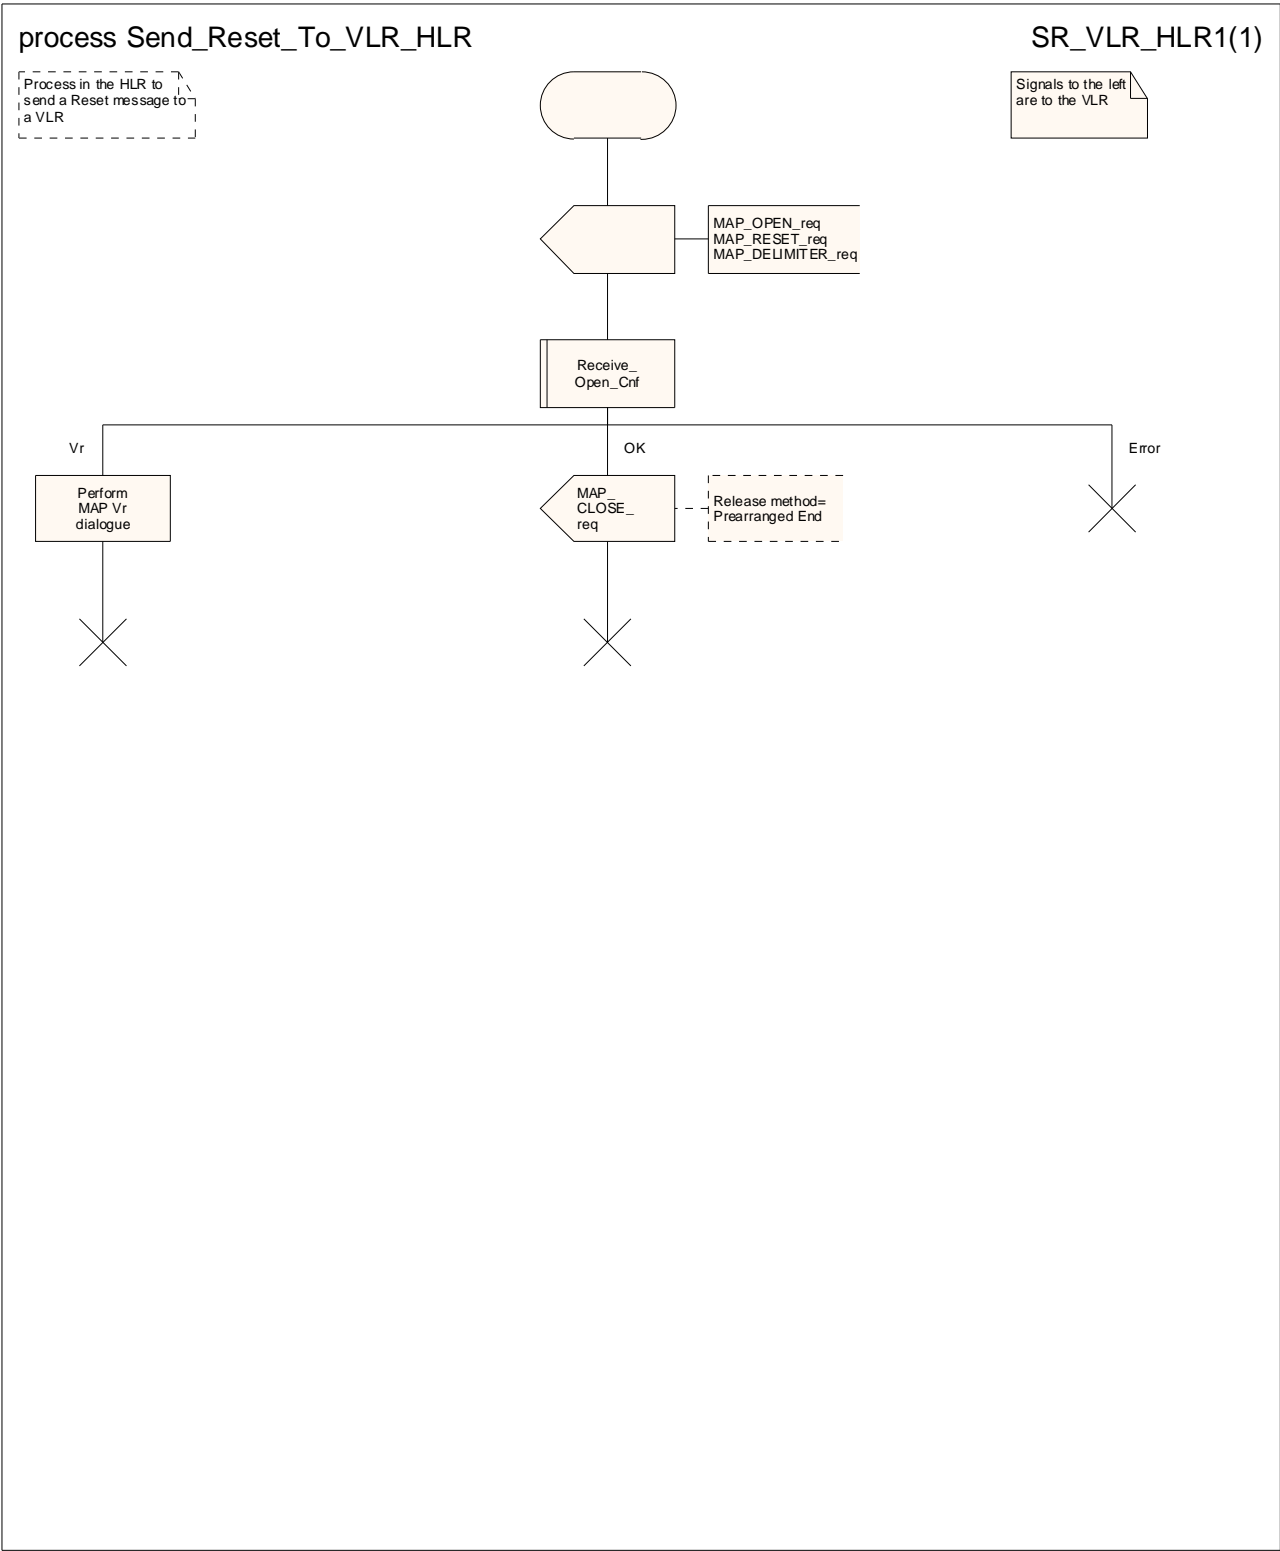 process Send_Reset_To_VLR_HLR
SR_VLR_HLR1(1)
Process in the HLR to
send a Reset message to
a VLR
Signals to the left
are to the VLR
MAP_OPEN_req
MAP_RESET_req
MAP_DELIMITER_req
Receive_
Open_Cnf
Vr
OK
Error
Perform
MAP Vr
dialogue
MAP_
CLOSE_
req
Release method=
Prearranged End